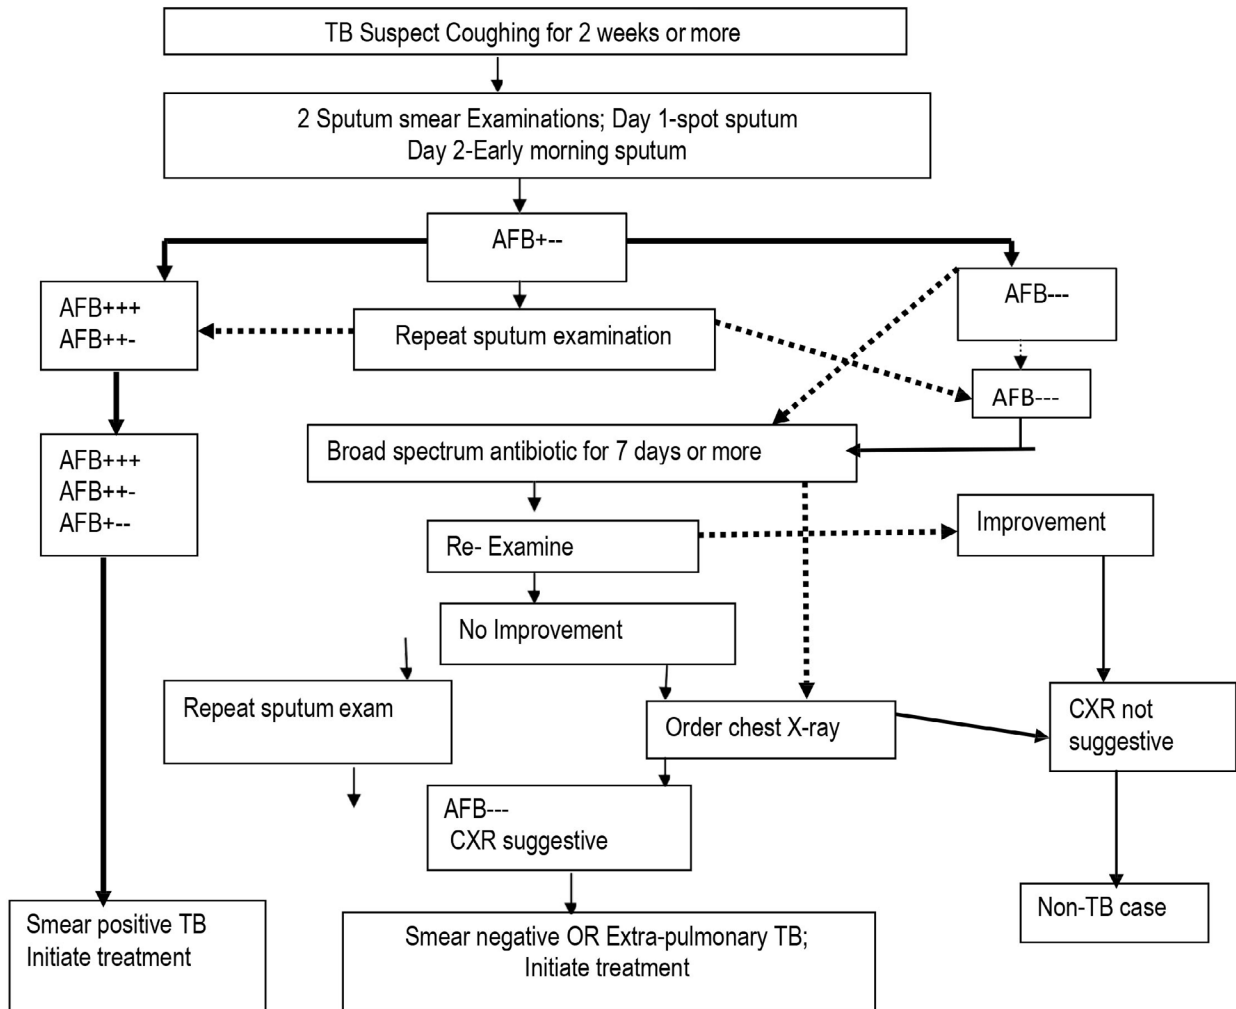 TB Suspect Coughing for 2 weeks or more
2 Sputum smear Examinations; Day 1-spot sputum
Day 2-Early morning sputum
AFB+--
AFB+++
AFB++-
Repeat sputum examination
AFB---
AFB---
AFB+++
AFB++-
AFB+--
Broad spectrum antibiotic for 7 days or more
Re- Examine
Improvement
No Improvement
Repeat sputum exam
Order chest X-ray
CXR not
suggestive
AFB---
CXR suggestive
Non-TB case
Smear positive TB
Initiate treatment
Smear negative OR Extra-pulmonary TB;
Initiate treatment